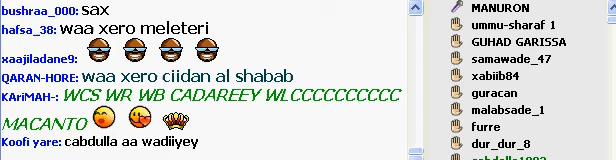 bushraa_000: sax
hafsa_38: waa xero meleteri
xaajiladane9:
QARAN-HORE: waa xero ciidan al shabab
KAriMAH-: WCS WR WB CADAREEY WLCCCCCCCCCC
MACANTO
Koofi yare: cabdulla aa wadiiyey
MANURON
ummu-sharaf 1
GUHAD GARISSA
samawade_47
xabiib84
guracan
malabsade_1
furre
dur_dur_8